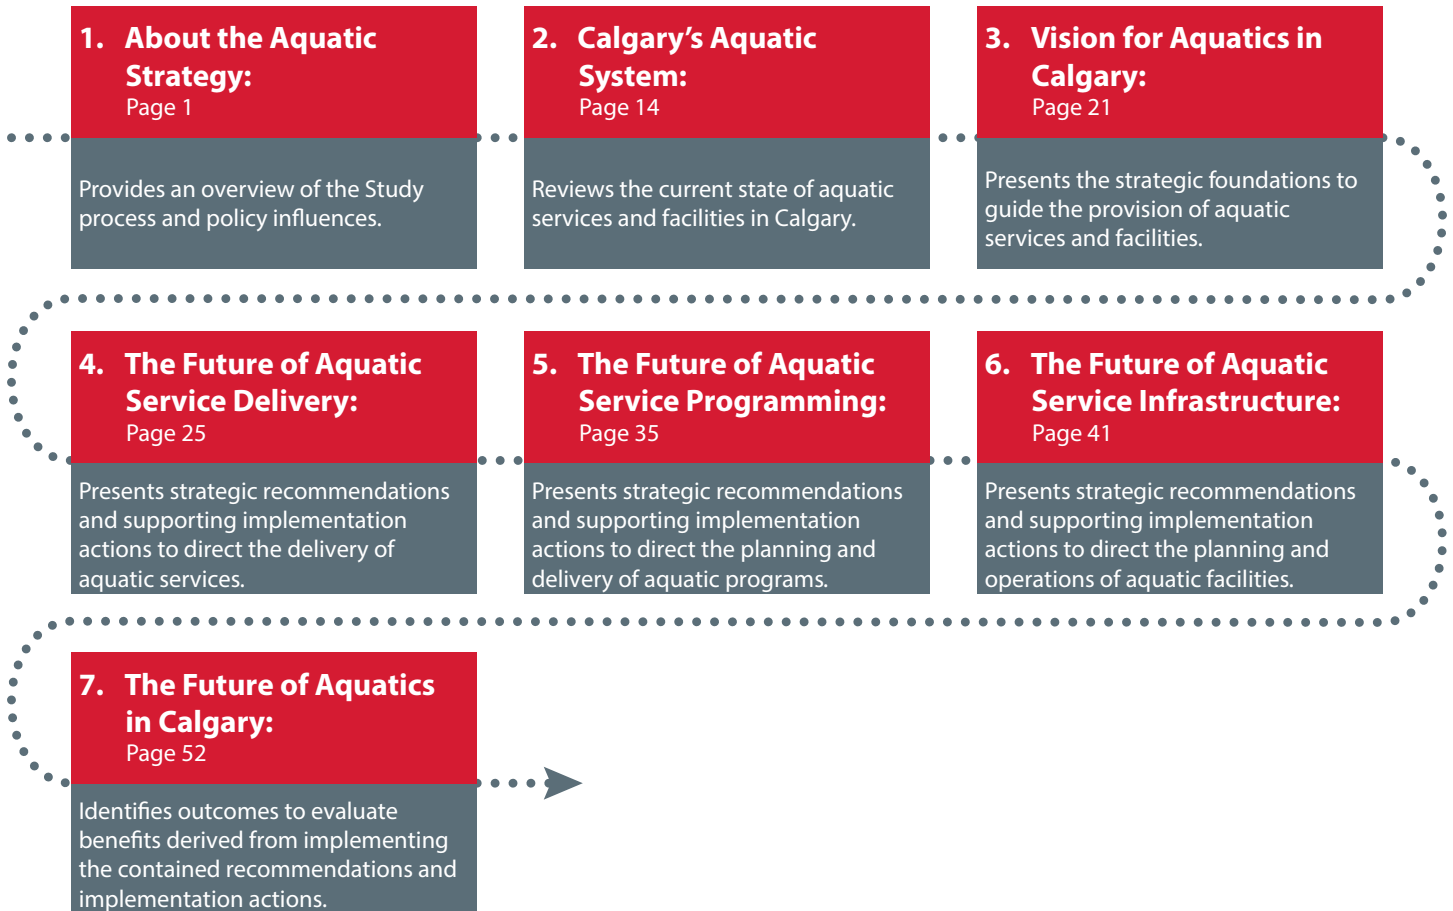 1. About the Aquatic
Strategy:
Page 1
Provides an overview of the Study
process and policy influences.
2. Calgary’s Aquatic
System:
Page 14
Reviews the current state of aquatic
services and facilities in Calgary.
3. Vision for Aquatics in
Calgary:
Page 21
Presents the strategic foundations to
guide the provision of aquatic
services and facilities.
4. The Future of Aquatic
Service Delivery:
Page 25
Presents strategic recommendations
and supporting implementation
actions to direct the delivery of
aquatic services.
5. The Future of Aquatic
Service Programming:
Page 35
Presents strategic recommendations
and supporting implementation
actions to direct the planning and
delivery of aquatic programs.
6. The Future of Aquatic
Service Infrastructure:
Page 41
Presents strategic recommendations
and supporting implementation
actions to direct the planning and
operations of aquatic facilities.
7. The Future of Aquatics
in Calgary:
Page 52
Identifies outcomes to evaluate
benefits derived from implementing
the contained recommendations and
implementation actions.